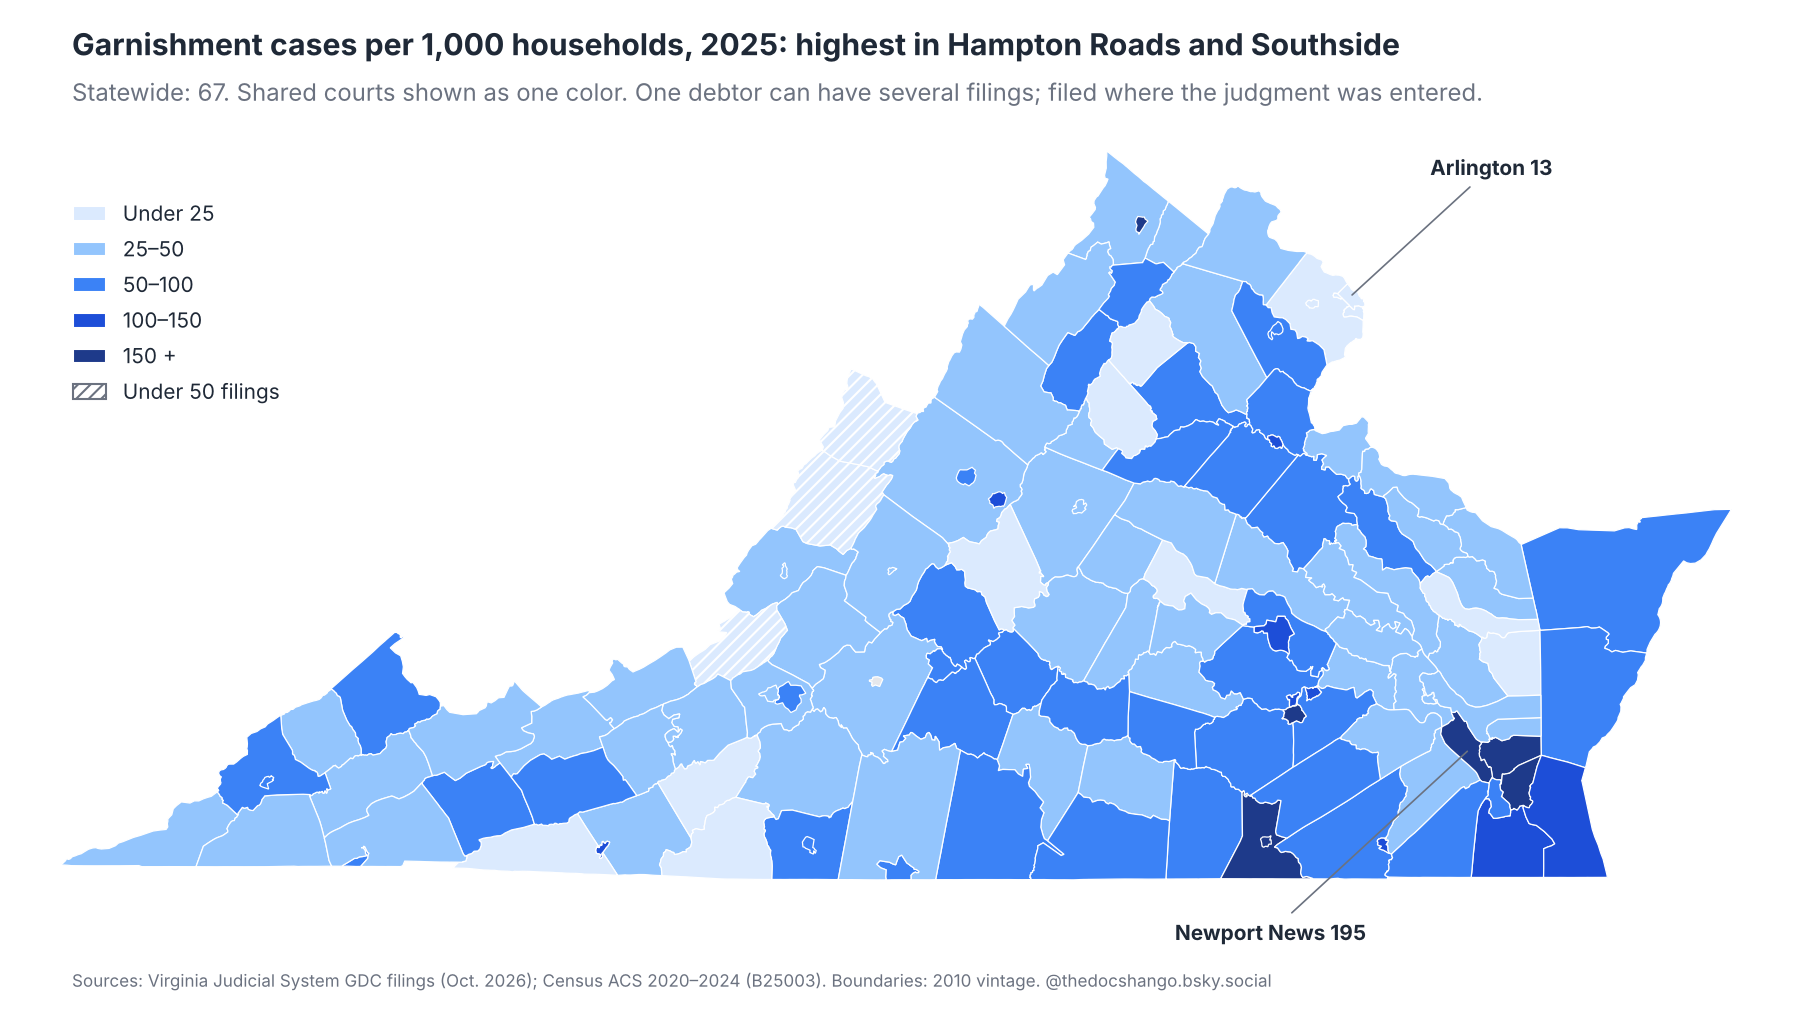 Garnishment cases per 1,000 households, 2025: highest in Hampton Roads and Southside
Statewide: 67. Shared courts shown as one color. One debtor can have several filings; filed where the judgment was entered.
Arlington 13
Under 25
25–50
50–100
100–150
150 +
Under 50 filings
Newport News 195
Sources: Virginia Judicial System GDC filings (Oct. 2026); Census ACS 2020–2024 (B25003). Boundaries: 2010 vintage. @thedocshango.bsky.social